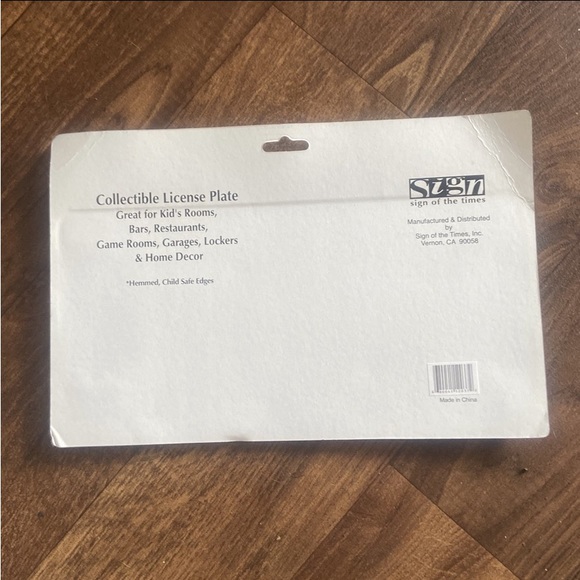 Collectible License Plate
Great for Kid's Rooms,
Bars, Restaurants,
Game Rooms, Garages, Lockers
& Home Decor
*Hemmed, Child Safe Edges
Sign
sign of the times
Manufactured & Distributed
by
Sign of the Times, Inc.
Vernon, CA 90058
Made in China